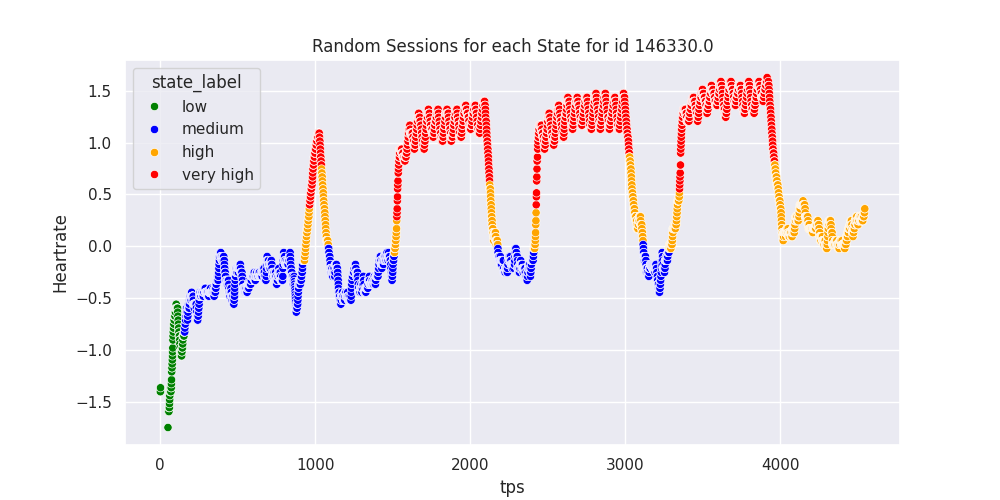 Random Sessions for each State for id 146330.0
state_label
low
medium
high
very high
Heartrate
1.5
1.0
0.5
0.0
−0.5
−1.0
−1.5
0
1000
2000
3000
4000
tps